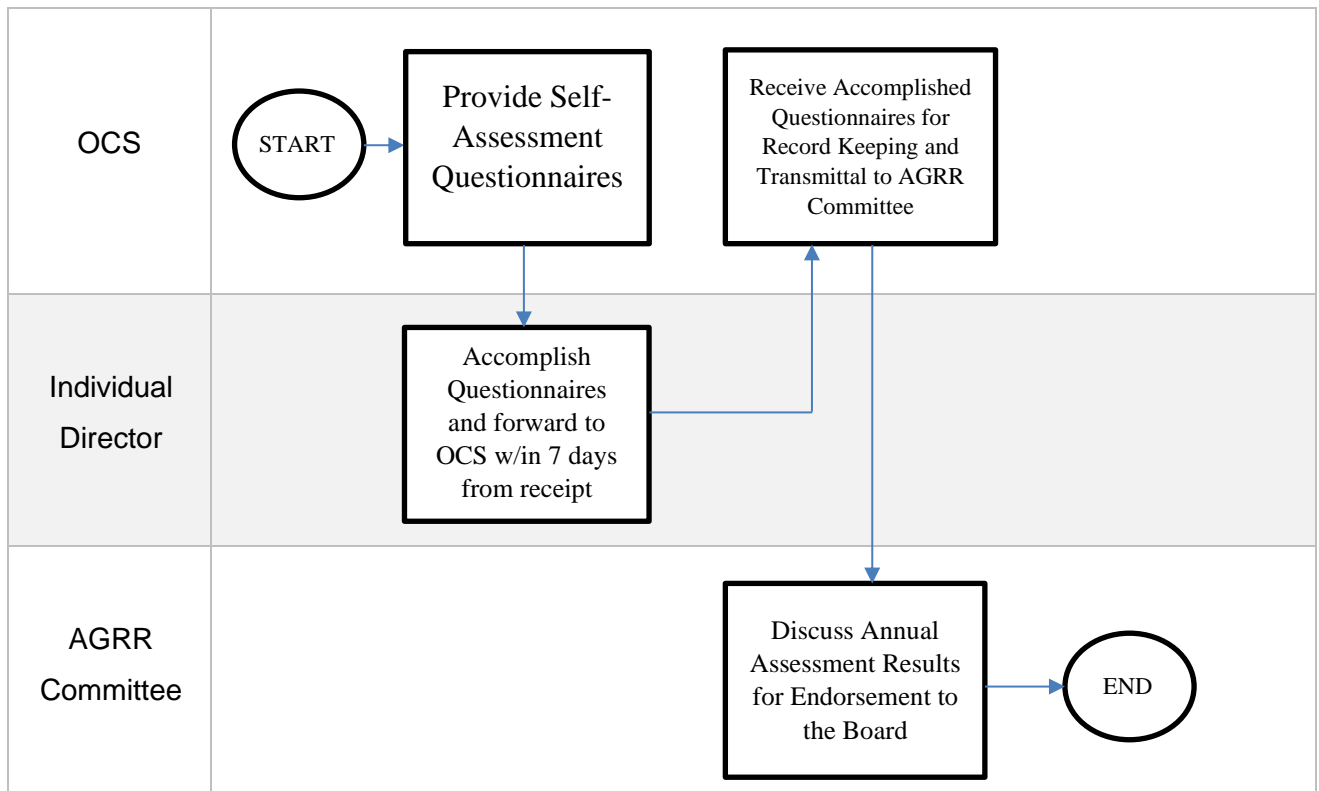 OCS
START
Provide Self-
Assessment
Questionnaires
Receive Accomplished
Questionnaires for
Record Keeping and
Transmittal to AGRR
Committee
Individual
Director
Accomplish
Questionnaires
and forward to
OCS w/in 7 days
from receipt
AGRR
Committee
Discuss Annual
Assessment Results
for Endorsement to
the Board
END